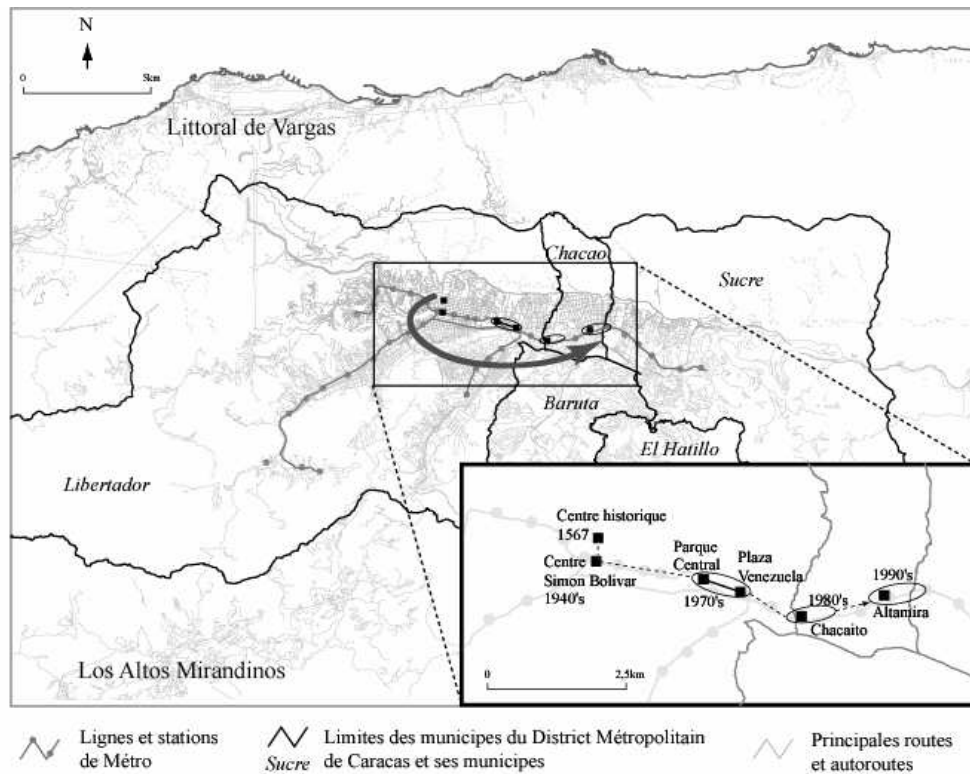 N
0 5km
Littoral de Vargas
Chacao
Sucre
Baruta
El Hatillo
Libertador
Los Altos Mirandinos
Centre historique
1567
Centre
Simon Bolivar
1940's
Parque
Central
Plaza
Venezuela
1970's
1980's
Chacaito
1990's
Altamira
0 2,5km
Lignes et stations
de Métro
Limites des municipes du District Métropolitain
Sucre de Caracas et ses municipes
Principales routes
et autoroutes